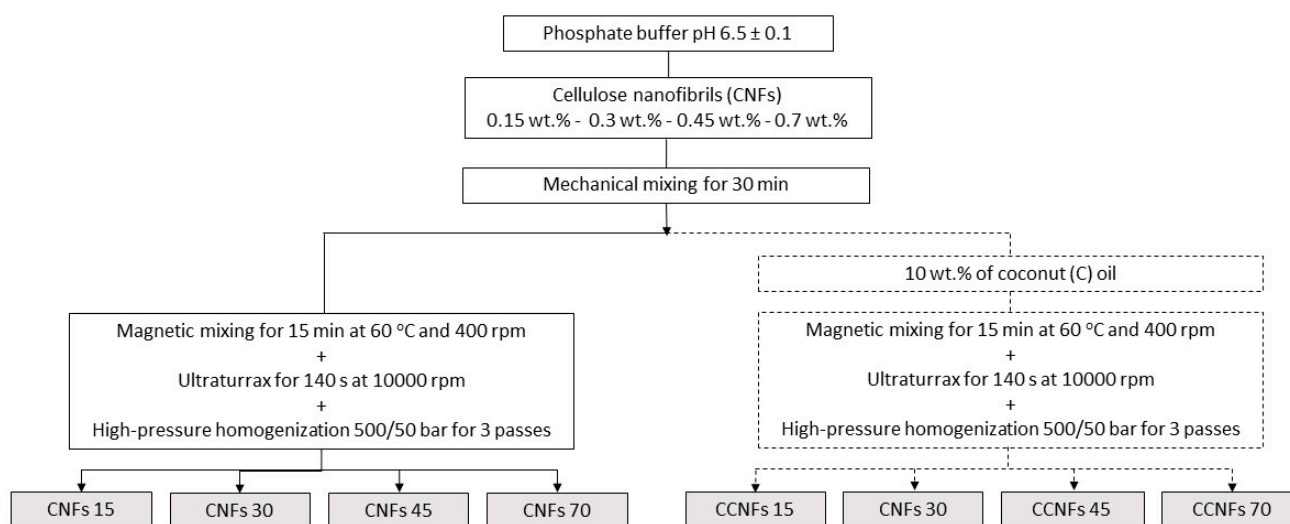 Phosphate buffer pH 6.5 ± 0.1
Cellulose nanofibrils (CNFs)
0.15 wt.% - 0.3 wt.% - 0.45 wt.% - 0.7 wt.%
Mechanical mixing for 30 min
10 wt.% of coconut (C) oil
Magnetic mixing for 15 min at 60 °C and 400 rpm
+
Ultraturrax for 140 s at 10000 rpm
+
High-pressure homogenization 500/50 bar for 3 passes
Magnetic mixing for 15 min at 60 °C and 400 rpm
+
Ultraturrax for 140 s at 10000 rpm
+
High-pressure homogenization 500/50 bar for 3 passes
CNFs 15
CNFs 30
CNFs 45
CNFs 70
CCNFs 15
CNFs 30
CCNFs 45
CCNFs 70